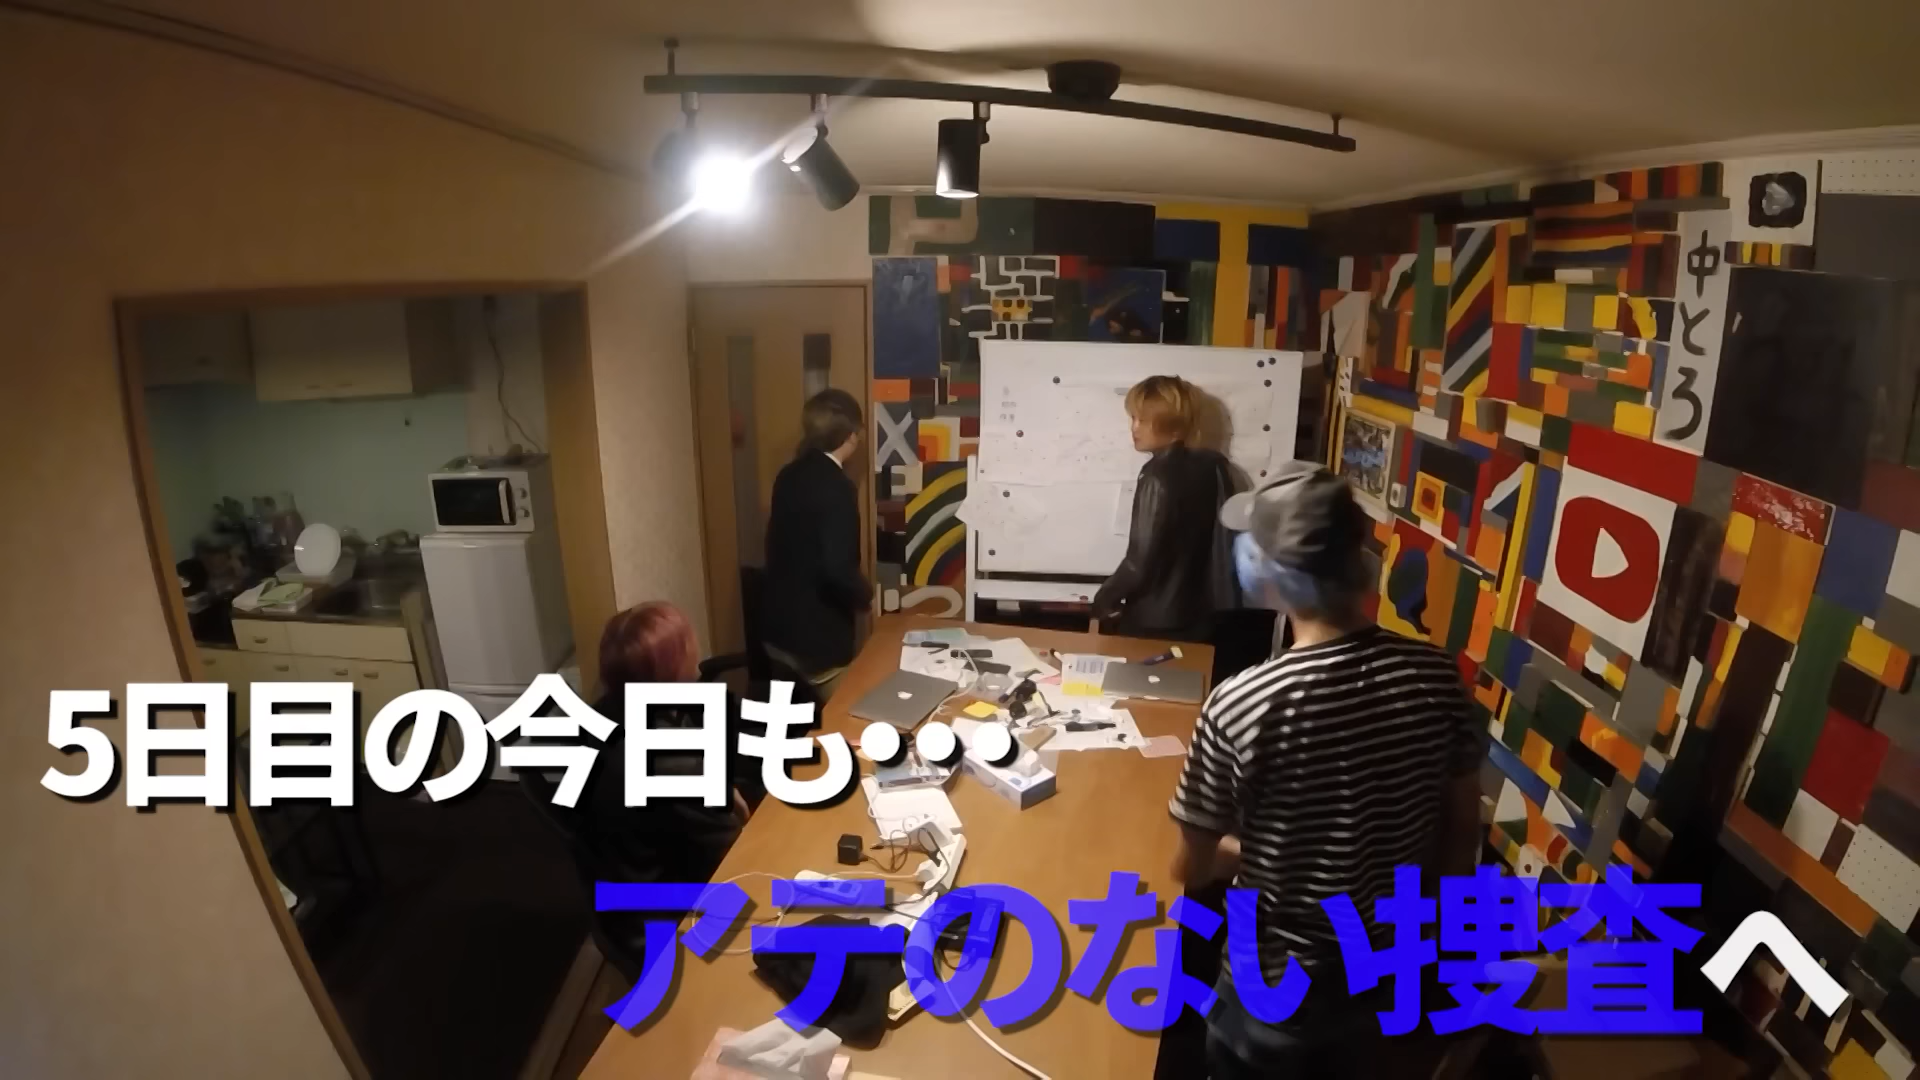 中とろ
5日目の今日も…
アテのない捜査へ